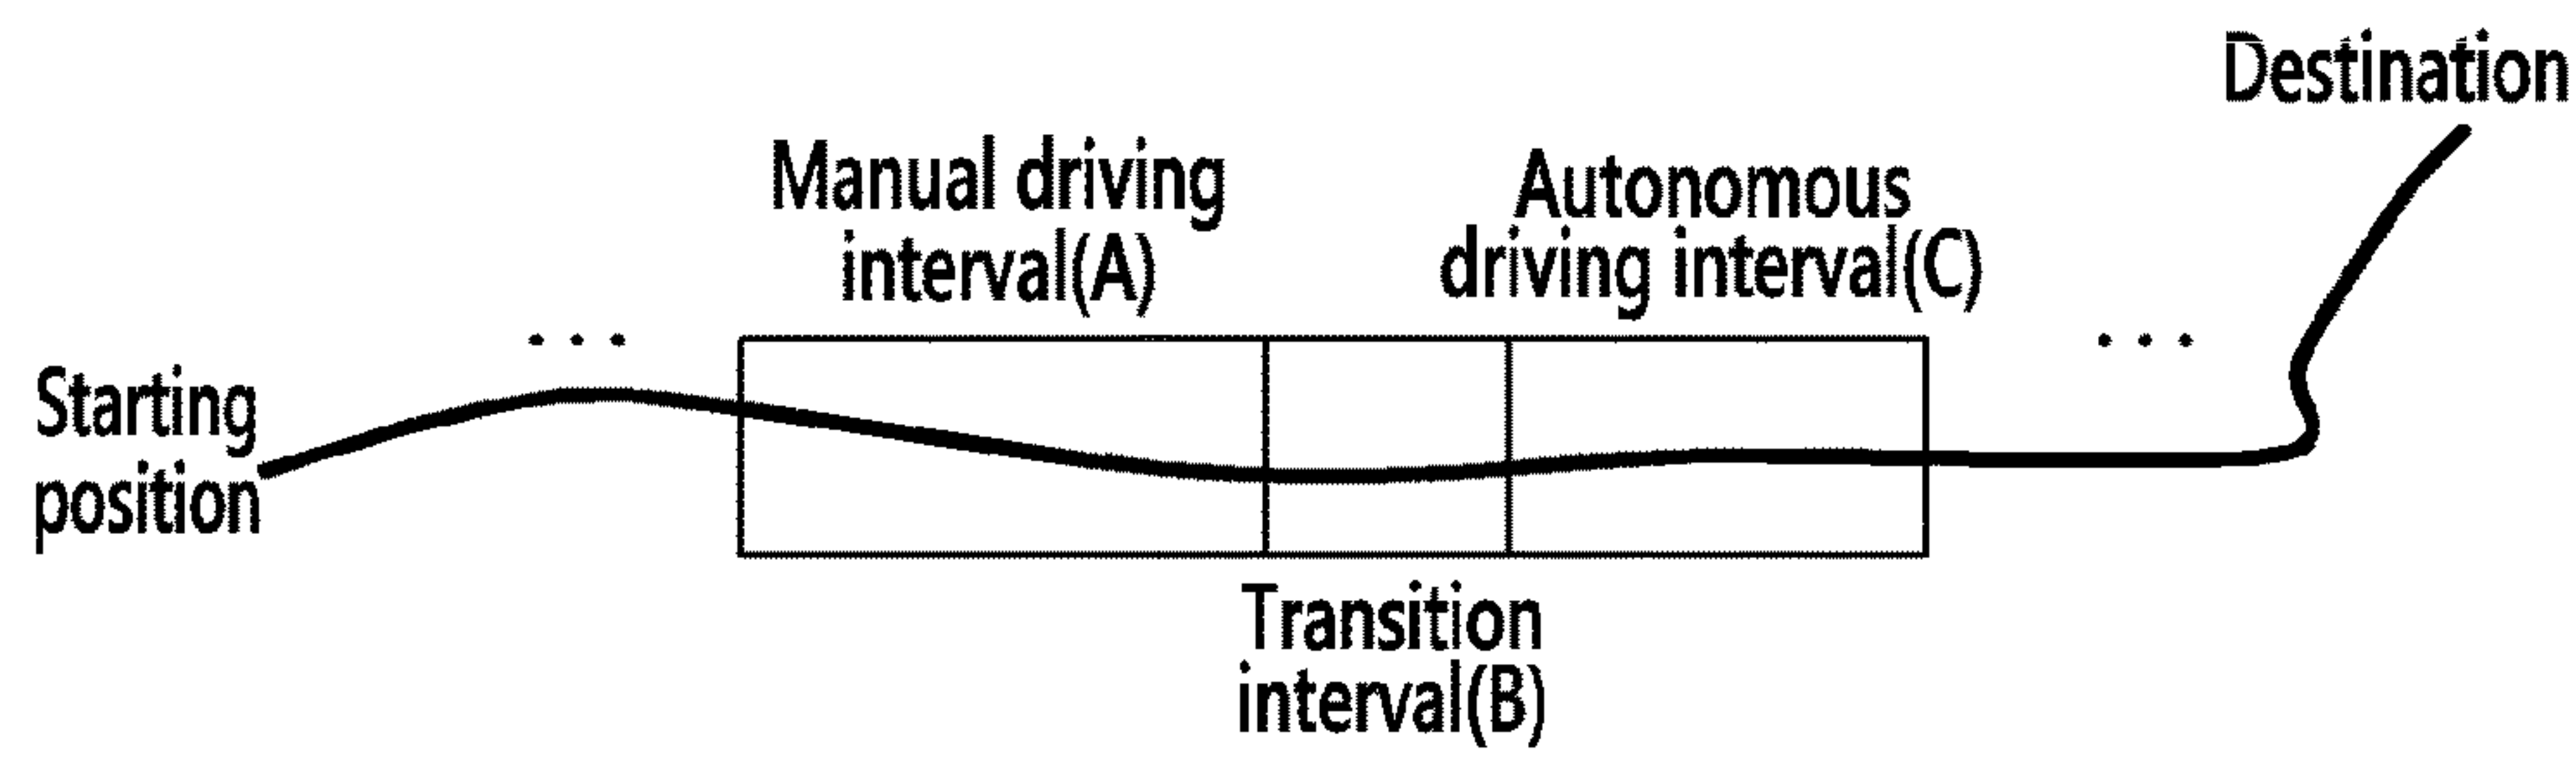 Destination
Manual driving
interval(A)
Autonomous
driving interval(C)
. . .
. . .
Starting
position
Transition
interval(B)